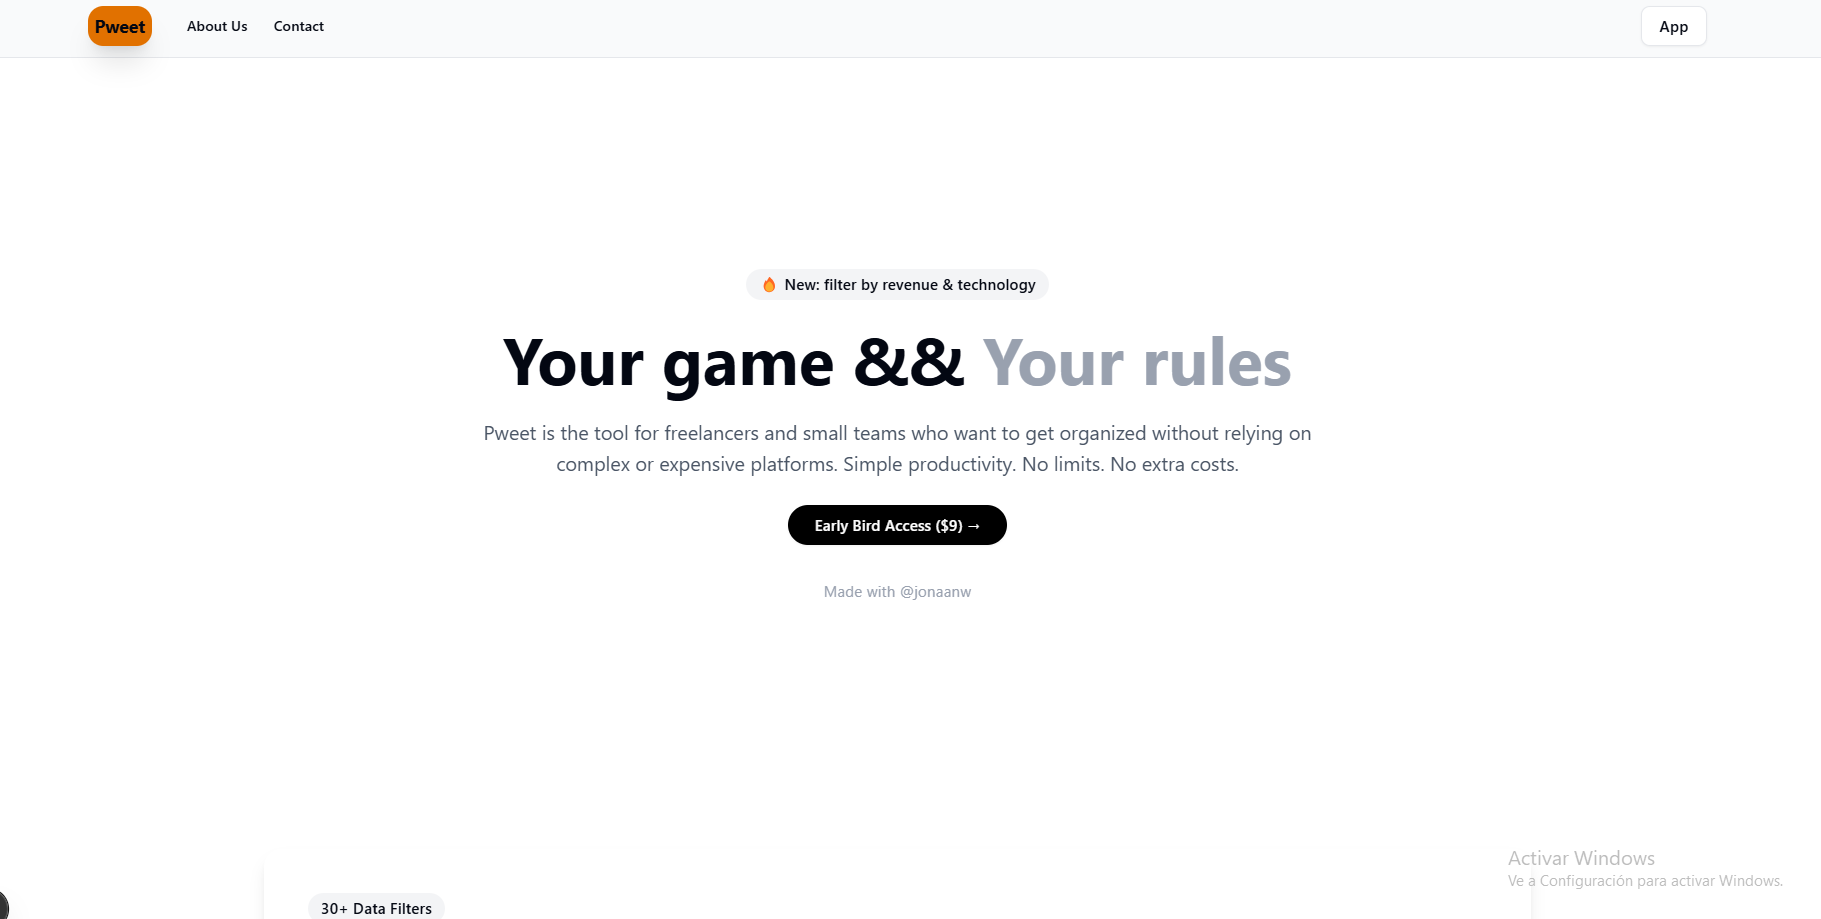 Pweet
About Us
Contact
App
🔥 New: filter by revenue & technology
Your game && Your rules
Pweet is the tool for freelancers and small teams who want to get organized without relying on
complex or expensive platforms. Simple productivity. No limits. No extra costs.
Early Bird Access ($9) →
Made with @jonaanw
Activar Windows
Ve a Configuración para activar Windows.
30+ Data Filters